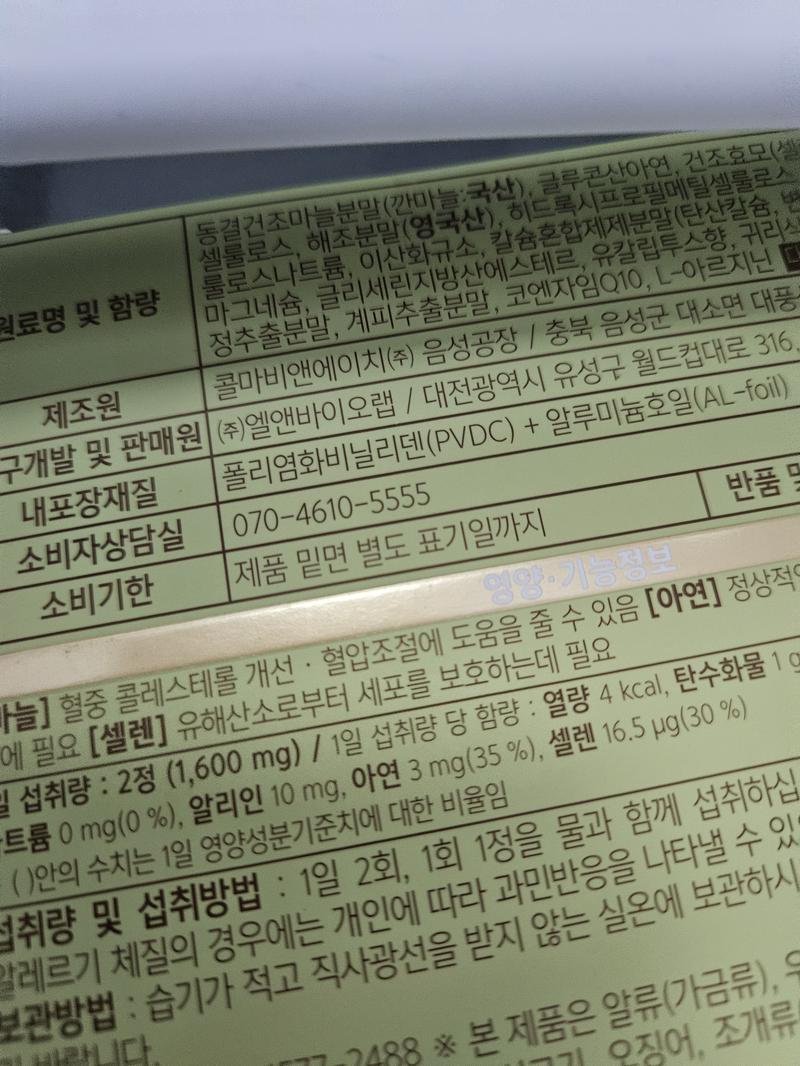 동결건조마늘분말(깐마늘:국산), 글루콘산아연, 건조효모(셀
셀룰로스, 해조분말(영국산), 히드록시프로필메틸셀룰로스
룰로스나트륨, 이산화규소, 칼슘혼합제제분말(탄산칼슘,
마그네슘, 글리세린지방산에스테르, 유칼립투스향, 귀리식
정추출분말, 계피추출분말, 코엔자임Q10, L-아르지닌
원료명 및 함량
제조원 콜마비앤에이치㈜ 음성공장 / 충북 음성군 대소면 대풍
구개발 및 판매원 ㈜엘앤바이오랩 / 대전광역시 유성구 월드컵대로 316,
내포장재질 폴리염화비닐리덴(PVDC) + 알루미늄호일(AL-foil)
소비자상담실 070-4610-5555 반품 및
소비기한 제품 밑면 별도 표기일까지
영양·기능정보
마늘] 혈중 콜레스테롤 개선 · 혈압조절에 도움을 줄 수 있음 [아연] 정상적인
에 필요 [셀렌] 유해산소로부터 세포를 보호하는데 필요
일 섭취량 : 2정 (1,600 mg) / 1일 섭취량 당 함량 : 열량 4 kcal, 탄수화물 1 g
트륨 0 mg(0 %), 알리인 10 mg, 아연 3 mg(35 %), 셀렌 16.5 µg(30 %)
( )안의 수치는 1일 영양성분기준치에 대한 비율임
섭취량 및 섭취방법 : 1일 2회, 1회 1정을 물과 함께 섭취하십
알레르기 체질의 경우에는 개인에 따라 과민반응을 나타낼 수 있
보관방법 : 습기가 적고 직사광선을 받지 않는 실온에 보관하시
바랍니다.
1577-2488 ※ 본 제품은 알류(가금류), 우
오징어, 조개류(